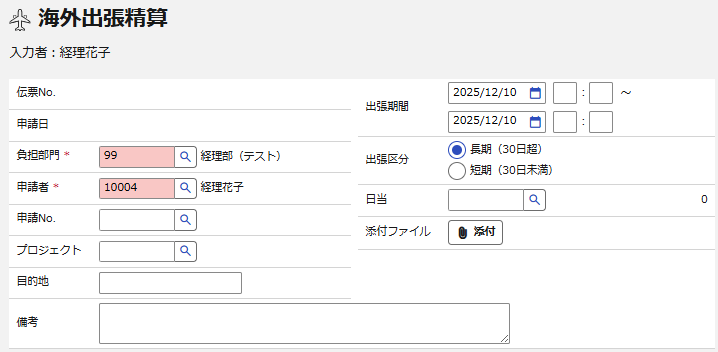 海外出張精算
入力者：経理花子
伝票No.
申請日
負担部門 * 99 経理部（テスト）
申請者 * 10004 経理花子
申請No.
プロジェクト
目的地
備考
出張期間 2025/12/10 : ～
2025/12/10 :
出張区分 長期（30日超）
短期（30日未満）
日当 0
添付ファイル 添付